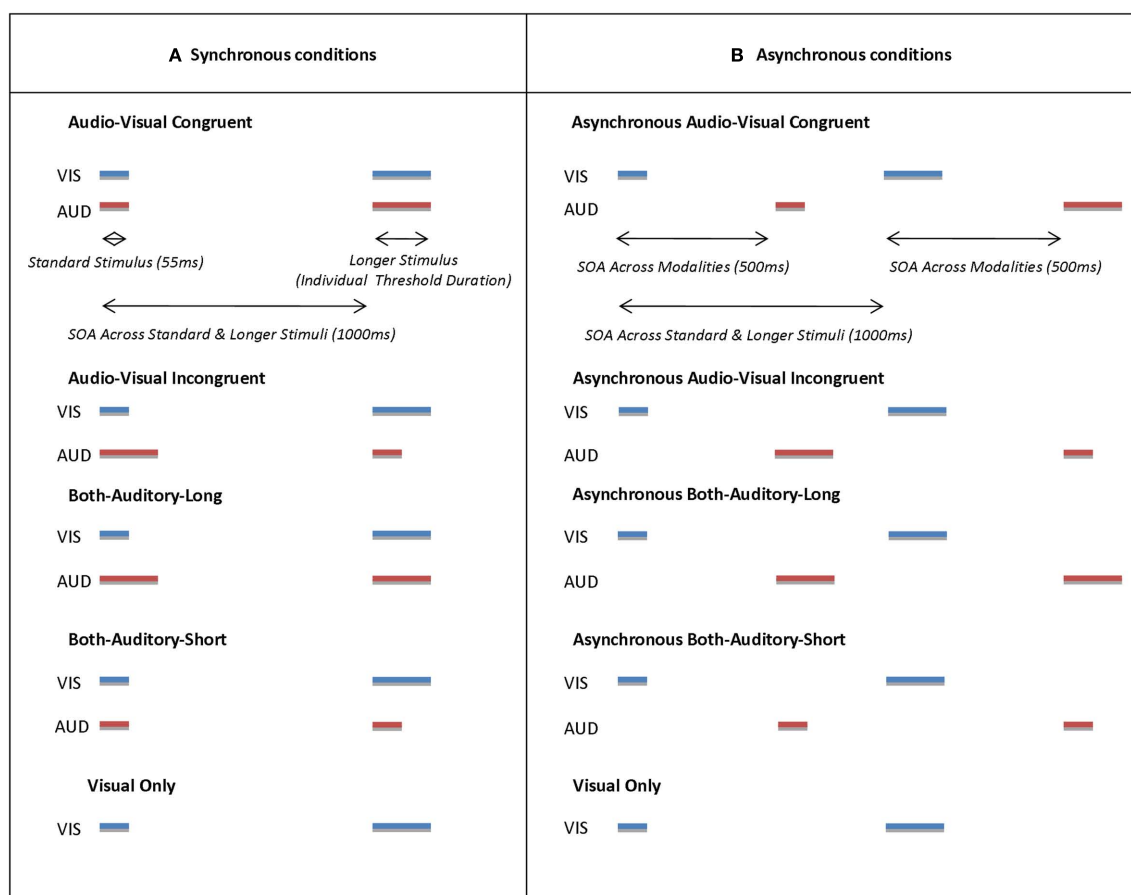 A Synchronous conditions
Audio-Visual Congruent
VIS
AUD
Standard Stimulus (55ms)
Longer Stimulus
(Individual Threshold Duration)
SOA Across Standard & Longer Stimuli (1000ms)
Audio-Visual Incongruent
VIS
AUD
Both-Auditory-Long
VIS
AUD
Both-Auditory-Short
VIS
AUD
Visual Only
VIS
B Asynchronous conditions
Asynchronous Audio-Visual Congruent
VIS
AUD
SOA Across Modalities (500ms)
SOA Across Modalities (500ms)
SOA Across Standard & Longer Stimuli (1000ms)
Asynchronous Audio-Visual Incongruent
VIS
AUD
Asynchronous Both-Auditory-Long
VIS
AUD
Asynchronous Both-Auditory-Short
VIS
AUD
Visual Only
VIS